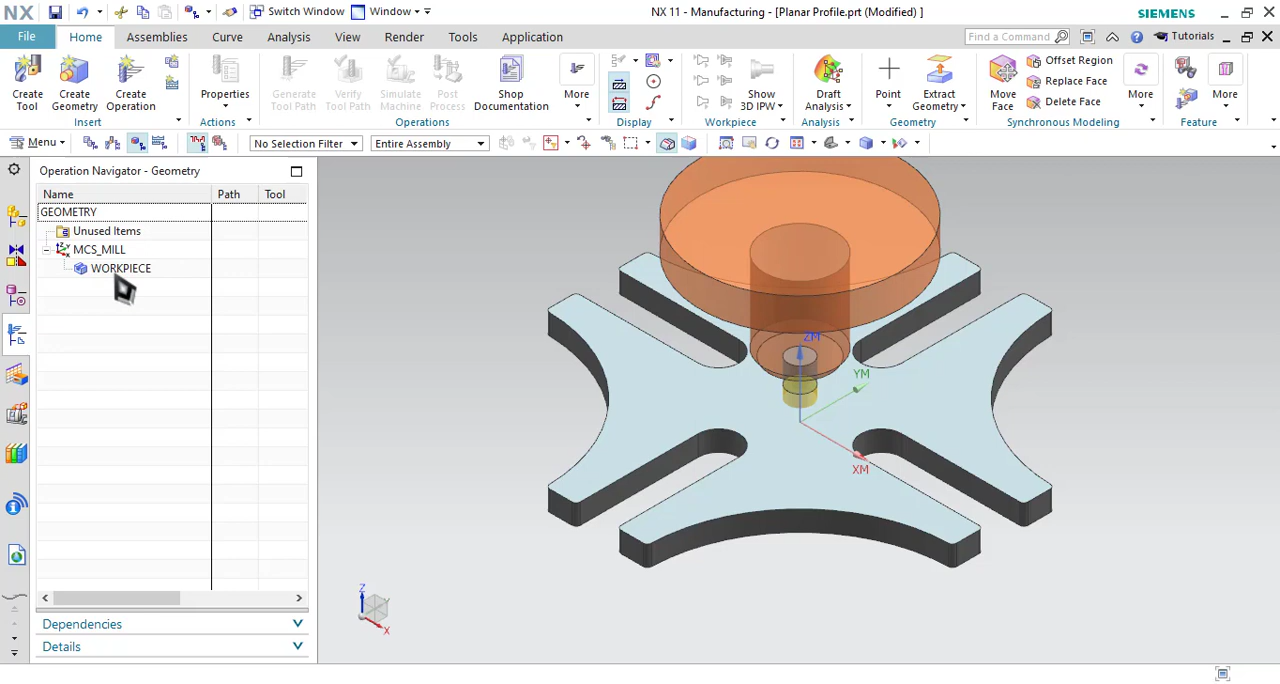 NX Switch Window Window NX 11 - Manufacturing - [Planar Profile.prt (Modified) ] SIEMENS
File Home Assemblies Curve Analysis View Render Tools Application Find a Command Tutorials
Create Tool Create Geometry Create Operation Properties Generate Tool Path Verify Tool Path Simulate Machine Post Process Shop Documentation More Show 3D IPW Draft Analysis Point Extract Geometry Move Face Offset Region Replace Face Delete Face More More
Insert Actions Operations Display Workpiece Analysis Geometry Synchronous Modeling Feature
Menu No Selection Filter Entire Assembly
Operation Navigator - Geometry
Name Path Tool
GEOMETRY
Unused Items
MCS_MILL
WORKPIECE
ZM
YM
XM
Z
Y
X
Dependencies
Details